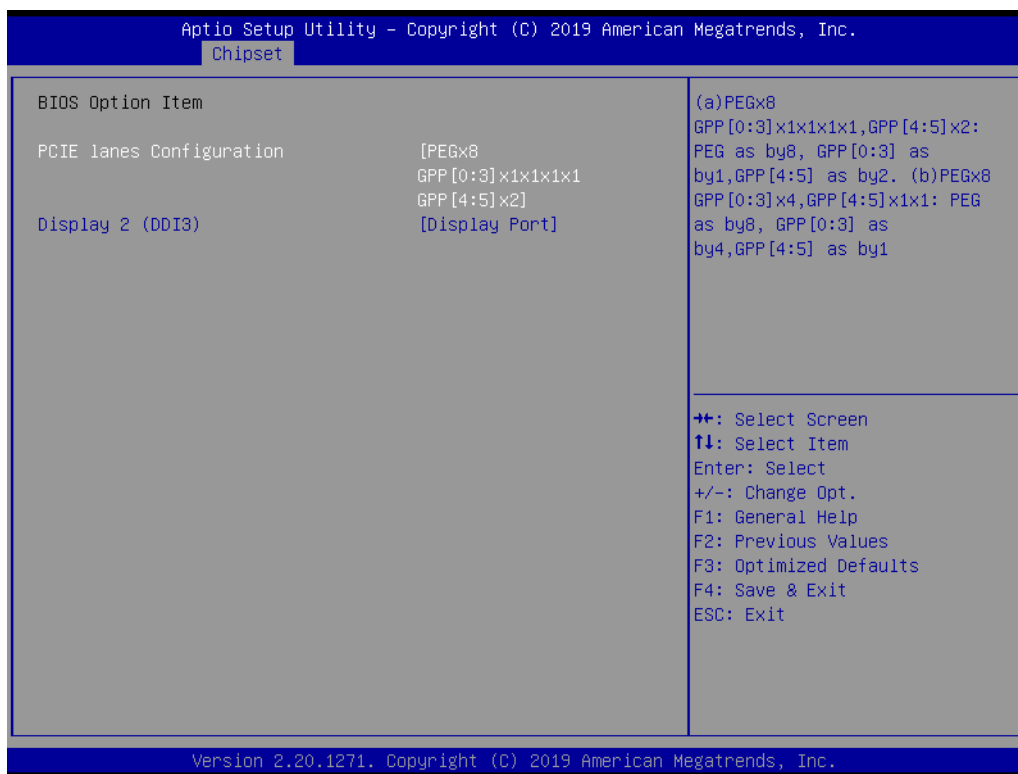 Aptio Setup Utility – Copyright (C) 2019 American Megatrends, Inc.
Chipset
BIOS Option Item
PCIE lanes Configuration [PEGx8
GPP[0:3]x1x1x1x1
GPP[4:5]x2]
Display 2 (DDI3) [Display Port]
(a)PEGx8
GPP[0:3]x1x1x1x1,GPP[4:5]x2:
PEG as by8, GPP[0:3] as
by1,GPP[4:5] as by2. (b)PEGx8
GPP[0:3]x4,GPP[4:5]x1x1: PEG
as by8, GPP[0:3] as
by4,GPP[4:5] as by1
→←: Select Screen
↑↓: Select Item
Enter: Select
+/-: Change Opt.
F1: General Help
F2: Previous Values
F3: Optimized Defaults
F4: Save & Exit
ESC: Exit
Version 2.20.1271. Copyright (C) 2019 American Megatrends, Inc.